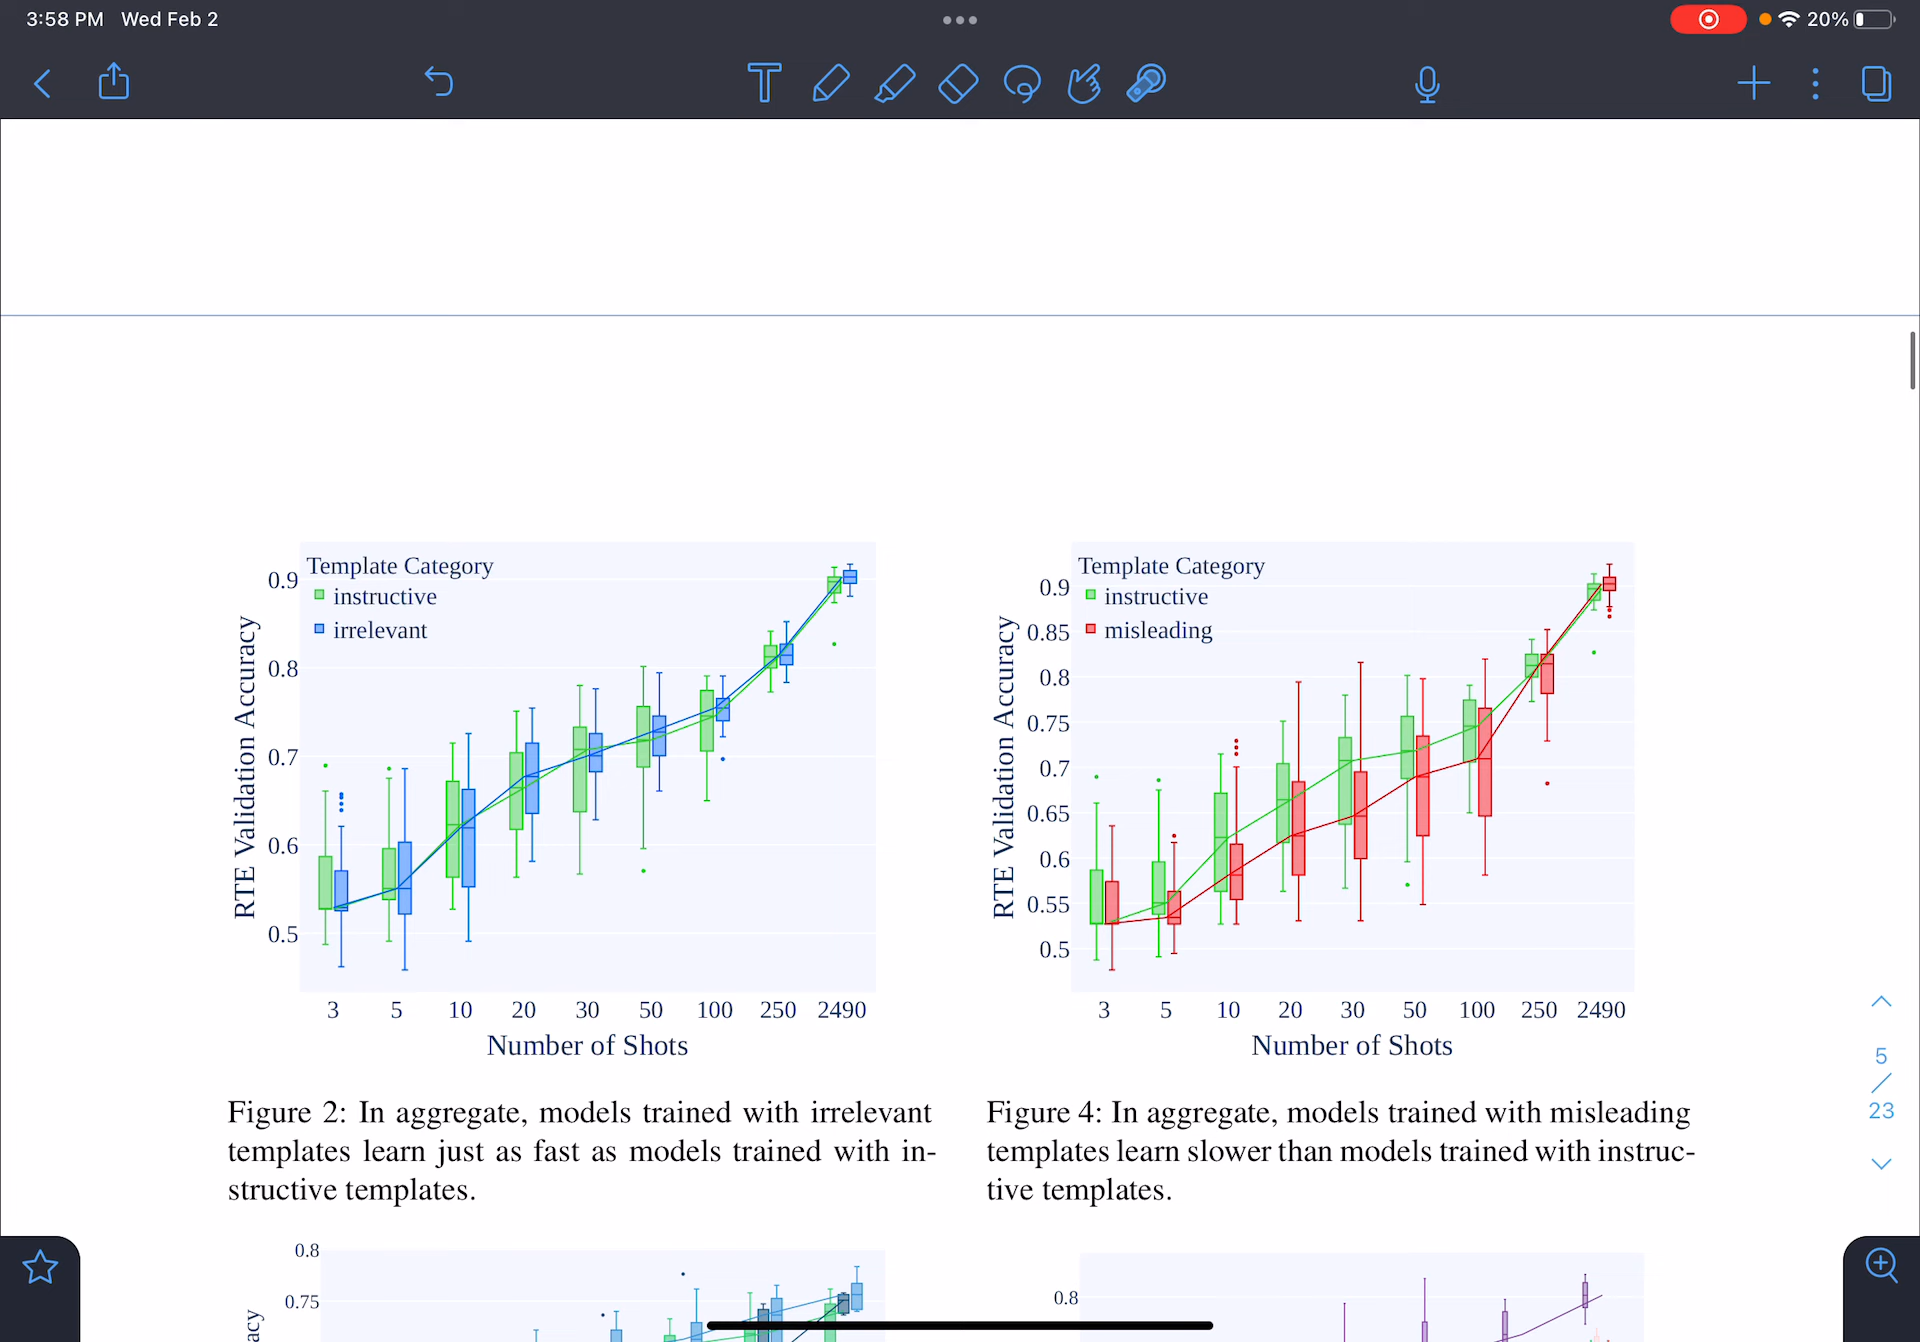 3:58 PM Wed Feb 2
20%
Template Category
instructive
irrelevant
0.9
0.8
0.7
0.6
0.5
RTE Validation Accuracy
3 5 10 20 30 50 100 250 2490
Number of Shots
Figure 2: In aggregate, models trained with irrelevant
templates learn just as fast as models trained with in-
structive templates.
Template Category
instructive
misleading
0.9
0.85
0.8
0.75
0.7
0.65
0.6
0.55
0.5
RTE Validation Accuracy
3 5 10 20 30 50 100 250 2490
Number of Shots
Figure 4: In aggregate, models trained with misleading
templates learn slower than models trained with instruc-
tive templates.
5
/
23
0.8
0.75
acy
0.8